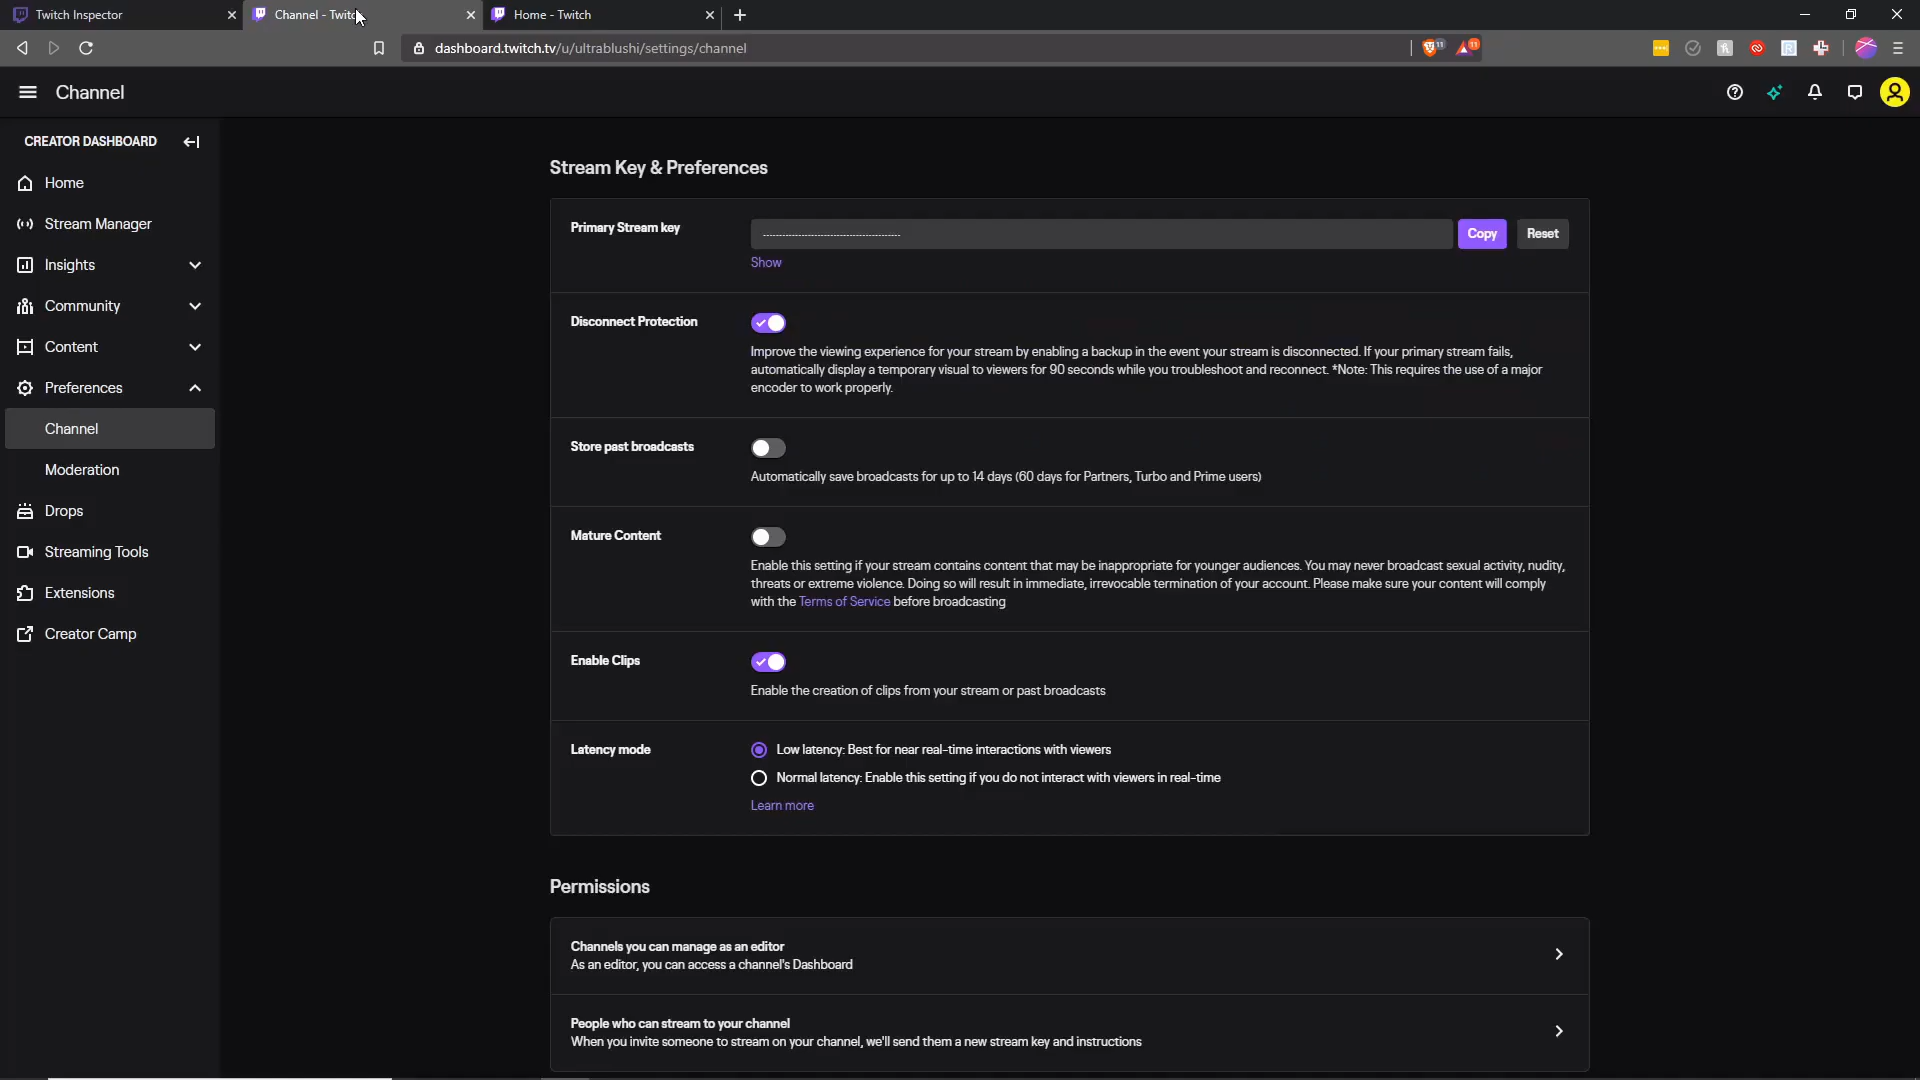 Twitch Inspector
Channel - Twitch
Home - Twitch
dashboard.twitch.tv/u/ultrablushi/settings/channel
11
11
Channel
CREATOR DASHBOARD
Home
Stream Manager
Insights
Community
Content
Preferences
Channel
Moderation
Drops
Streaming Tools
Extensions
Creator Camp
Stream Key & Preferences
Primary Stream key
Copy
Reset
Show
Disconnect Protection
Improve the viewing experience for your stream by enabling a backup in the event your stream is disconnected. If your primary stream fails,
automatically display a temporary visual to viewers for 90 seconds while you troubleshoot and reconnect. *Note: This requires the use of a major
encoder to work properly.
Store past broadcasts
Automatically save broadcasts for up to 14 days (60 days for Partners, Turbo and Prime users)
Mature Content
Enable this setting if your stream contains content that may be inappropriate for younger audiences. You may never broadcast sexual activity, nudity,
threats or extreme violence. Doing so will result in immediate, irrevocable termination of your account. Please make sure your content will comply
with the Terms of Service before broadcasting
Enable Clips
Enable the creation of clips from your stream or past broadcasts
Latency mode
Low latency: Best for near real-time interactions with viewers
Normal latency: Enable this setting if you do not interact with viewers in real-time
Learn more
Permissions
Channels you can manage as an editor
As an editor, you can access a channel's Dashboard
People who can stream to your channel
When you invite someone to stream on your channel, we'll send them a new stream key and instructions